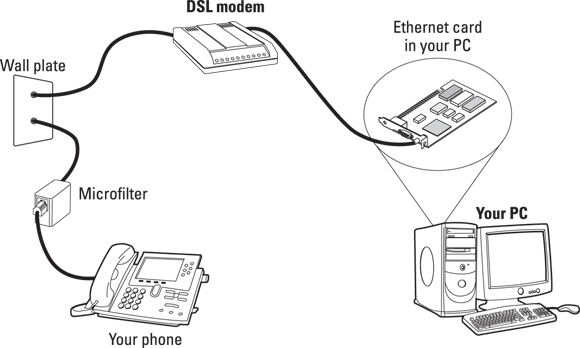 DSL modem
Ethernet card
in your PC
Wall plate
Microfilter
Your PC
Your phone